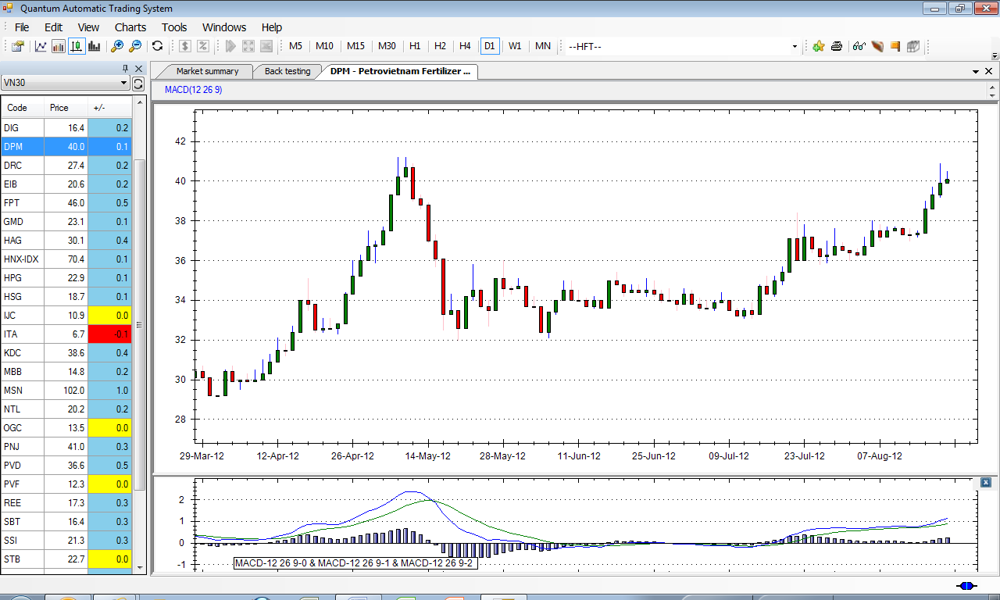 Quantum Automatic Trading System
File Edit View Charts Tools Windows Help
M5 M10 M15 M30 H1 H2 H4 D1 W1 MN --HFT--
VN30
Market summary Back testing DPM - Petrovietnam Fertilizer ...
MACD(12 26 9)
Code Price +/-
DIG 16.4 0.2
DPM 40.0 0.1
DRC 27.4 0.2
EIB 20.6 0.2
FPT 46.0 0.5
GMD 23.1 0.1
HAG 30.1 0.4
HNX-IDX 70.4 0.1
HPG 22.9 0.1
HSG 18.7 0.1
IJC 10.9 0.0
ITA 6.7 -0.1
KDC 38.6 0.4
MBB 14.8 0.2
MSN 102.0 1.0
NTL 20.2 0.2
OGC 13.5 0.0
PNJ 41.0 0.3
PVD 36.6 0.5
PVF 12.3 0.0
REE 17.3 0.3
SBT 16.4 0.3
SSI 21.3 0.3
STB 22.7 0.0
42
40
38
36
34
32
30
28
29-Mar-12 12-Apr-12 26-Apr-12 14-May-12 28-May-12 11-Jun-12 25-Jun-12 09-Jul-12 23-Jul-12 07-Aug-12
2
1
0
-1
MACD-12 26 9-0 & MACD-12 26 9-1 & MACD-12 26 9-2